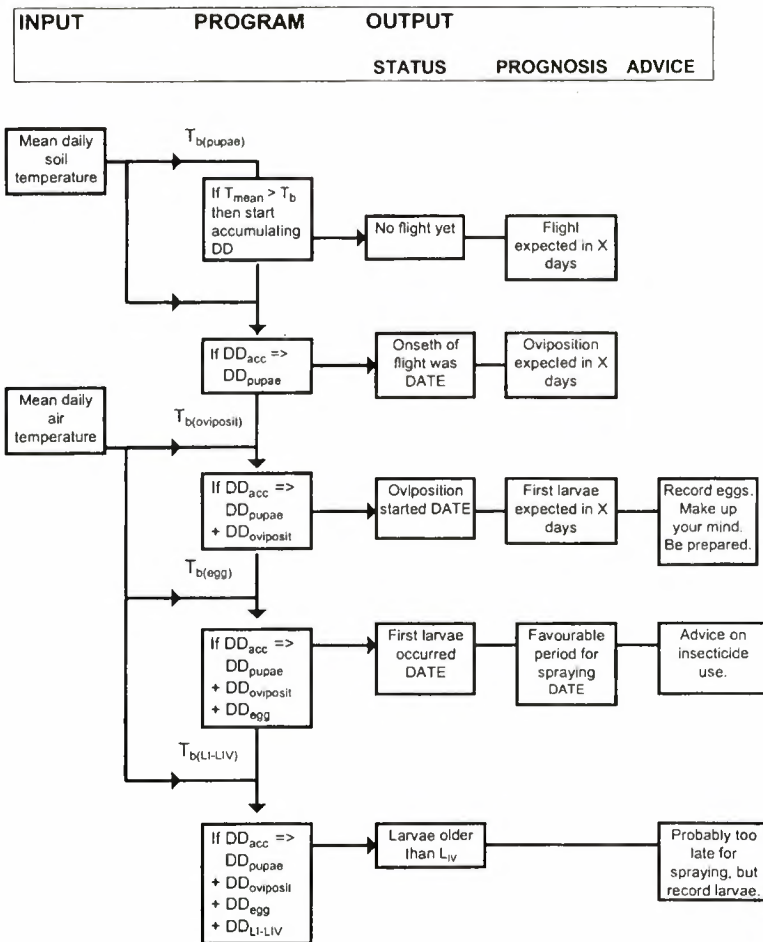 INPUT PROGRAM OUTPUT
STATUS PROGNOSIS ADVICE
Mean daily
soil
temperature
T_b(pupae)
If T_mean > T_b
then start
accumulating
DD
No flight yet
Flight
expected in X
days
If DD_acc =>
DD_pupae
Onseth of
flight was
DATE
Oviposition
expected in X
days
Mean daily
air
temperature
T_b(oviposit)
If DD_acc =>
DD_pupae
+ DD_oviposit
Oviposition
started DATE
First larvae
expected in X
days
Record eggs.
Make up
your mind.
Be prepared.
T_b(egg)
If DD_acc =>
DD_pupae
+ DD_oviposit
+ DD_egg
First larvae
occurred
DATE
Favourable
period for
spraying
DATE
Advice on
insecticide
use.
T_b(LI-LIV)
If DD_acc =>
DD_pupae
+ DD_oviposit
+ DD_egg
+ DD_LI-LIV
Larvae older
than L_IV
Probably too
late for
spraying, but
record larvae.